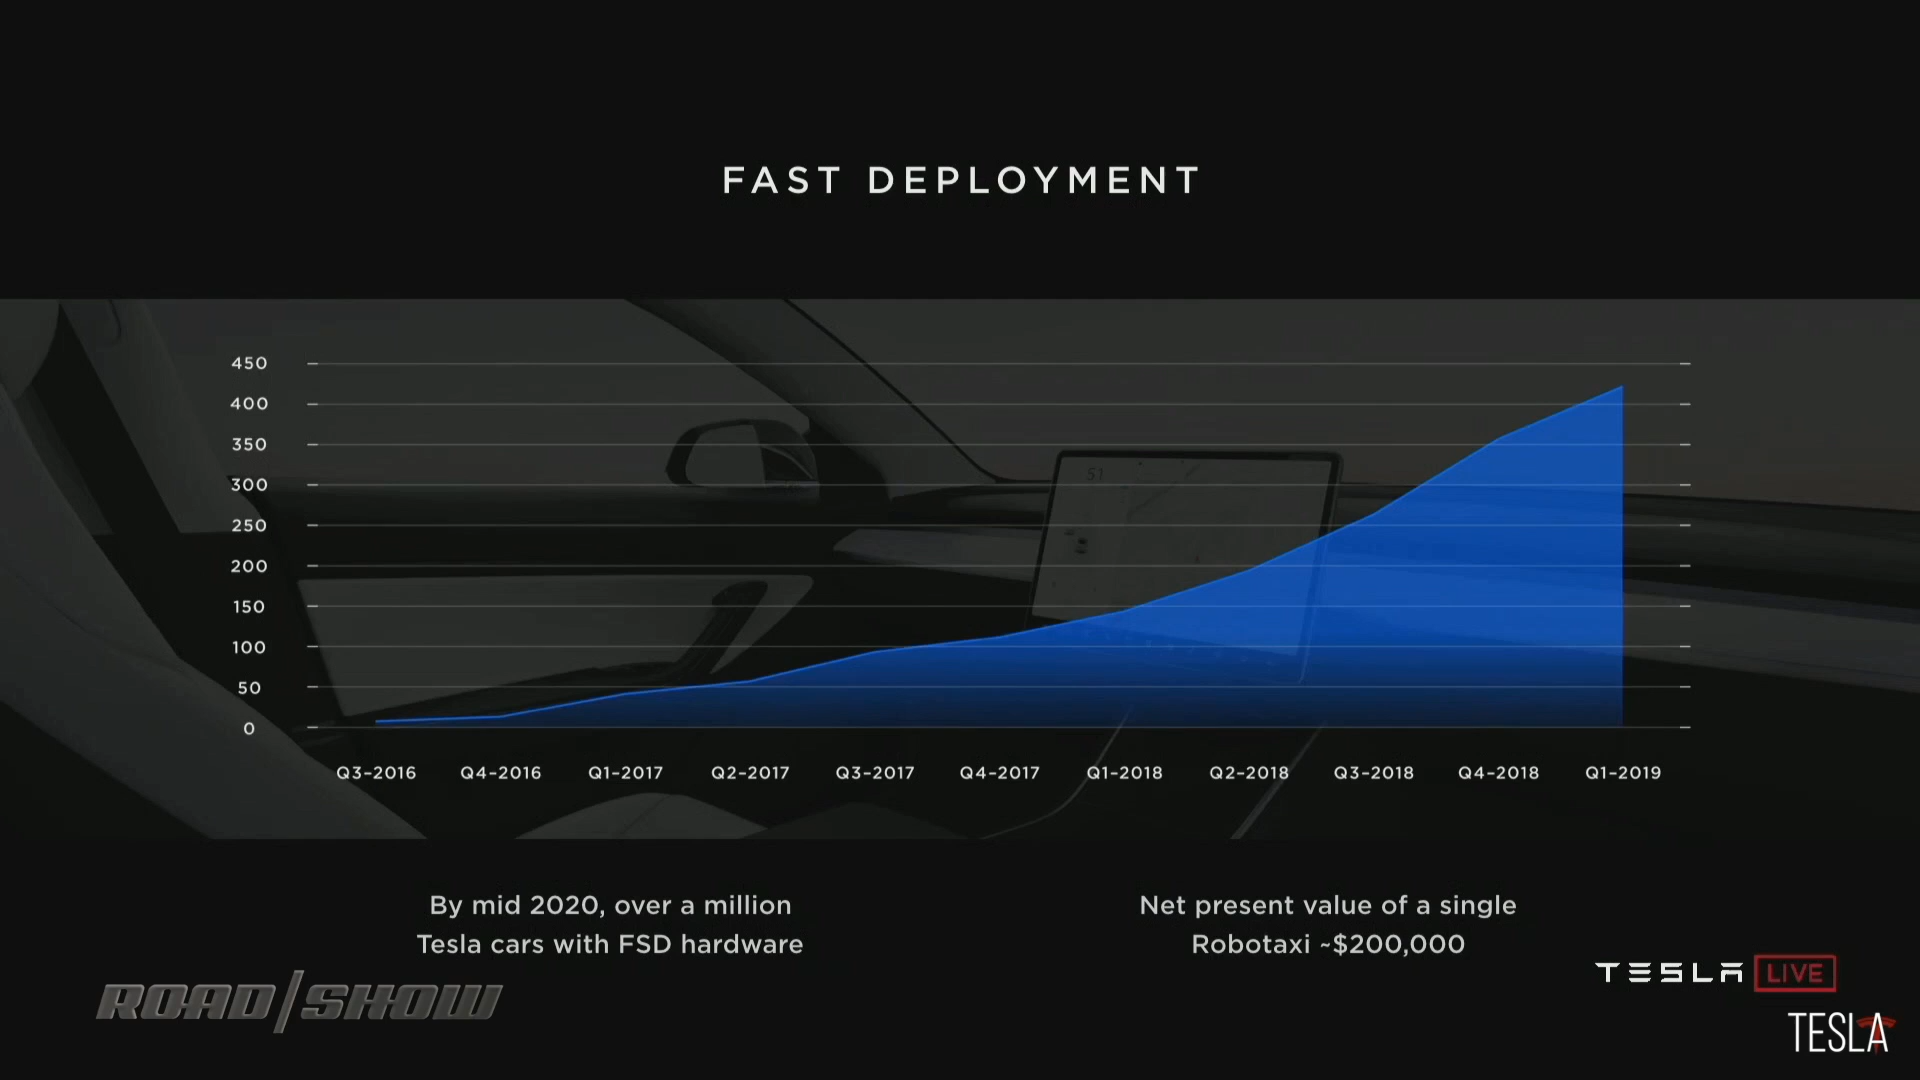 FAST DEPLOYMENT
450
400
350
300
250
200
150
100
50
0
51
Q3-2016 Q4-2016 Q1-2017 Q2-2017 Q3-2017 Q4-2017 Q1-2018 Q2-2018 Q3-2018 Q4-2018 Q1-2019
By mid 2020, over a million
Tesla cars with FSD hardware
Net present value of a single
Robotaxi ~$200,000
ROAD/SHOW
TESLA LIVE
TESLA